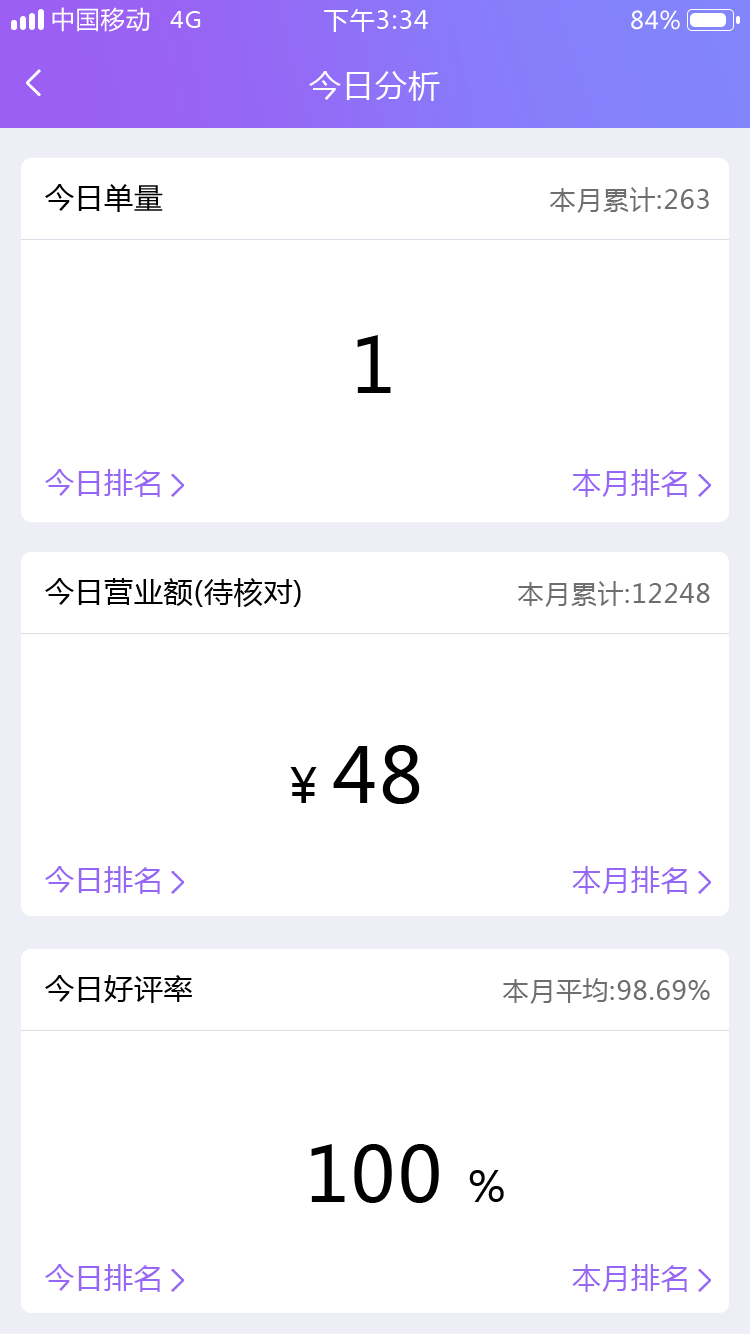 中国移动 4G 下午3:34 84%
今日分析
今日单量 本月累计:263
1
今日排名 本月排名
今日营业额(待核对) 本月累计:12248
¥ 48
今日排名 本月排名
今日好评率 本月平均:98.69%
100 %
今日排名 本月排名